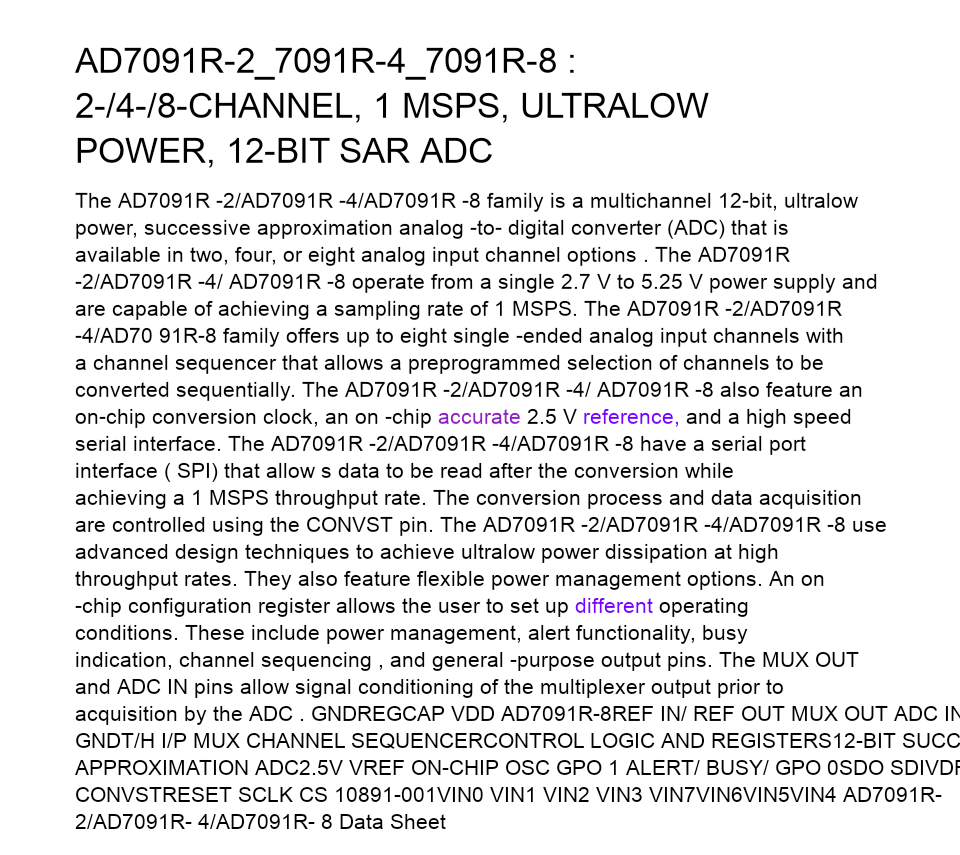 AD7091R-2_7091R-4_7091R-8 :
2-/4-/8-CHANNEL, 1 MSPS, ULTRALOW
POWER, 12-BIT SAR ADC
The AD7091R -2/AD7091R -4/AD7091R -8 family is a multichannel 12-bit, ultralow
power, successive approximation analog -to- digital converter (ADC) that is
available in two, four, or eight analog input channel options . The AD7091R
-2/AD7091R -4/ AD7091R -8 operate from a single 2.7 V to 5.25 V power supply and
are capable of achieving a sampling rate of 1 MSPS. The AD7091R -2/AD7091R
-4/AD70 91R-8 family offers up to eight single -ended analog input channels with
a channel sequencer that allows a preprogrammed selection of channels to be
converted sequentially. The AD7091R -2/AD7091R -4/ AD7091R -8 also feature an
on-chip conversion clock, an on -chip accurate 2.5 V reference, and a high speed
serial interface. The AD7091R -2/AD7091R -4/AD7091R -8 have a serial port
interface ( SPI) that allow s data to be read after the conversion while
achieving a 1 MSPS throughput rate. The conversion process and data acquisition
are controlled using the CONVST pin. The AD7091R -2/AD7091R -4/AD7091R -8 use
advanced design techniques to achieve ultralow power dissipation at high
throughput rates. They also feature flexible power management options. An on
-chip configuration register allows the user to set up different operating
conditions. These include power management, alert functionality, busy
indication, channel sequencing , and general -purpose output pins. The MUX OUT
and ADC IN pins allow signal conditioning of the multiplexer output prior to
acquisition by the ADC . GNDREGCAP VDD AD7091R-8REF IN/ REF OUT MUX OUT ADC IN
GNDT/H I/P MUX CHANNEL SEQUENCERCONTROL LOGIC AND REGISTERS12-BIT SUCC
APPROXIMATION ADC2.5V VREF ON-CHIP OSC GPO 1 ALERT/ BUSY/ GPO 0SDO
CONVSTRESET SCLK CS 10891-001VIN0 VIN1 VIN2 VIN3 VIN7VIN6VIN5VIN4 AD7091R-
2/AD7091R- 4/AD7091R- 8 Data Sheet